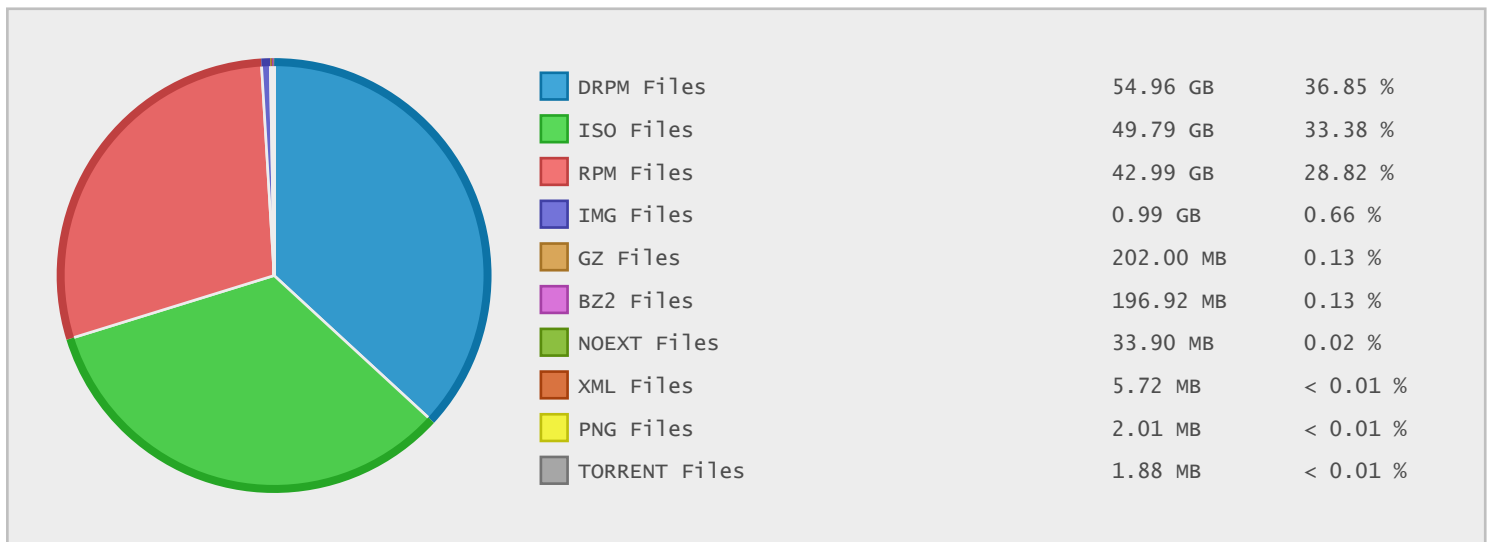 DRPM Files 54.96 GB 36.85 %
ISO Files 49.79 GB 33.38 %
RPM Files 42.99 GB 28.82 %
IMG Files 0.99 GB 0.66 %
GZ Files 202.00 MB 0.13 %
BZ2 Files 196.92 MB 0.13 %
NOEXT Files 33.90 MB 0.02 %
XML Files 5.72 MB < 0.01 %
PNG Files 2.01 MB < 0.01 %
TORRENT Files 1.88 MB < 0.01 %